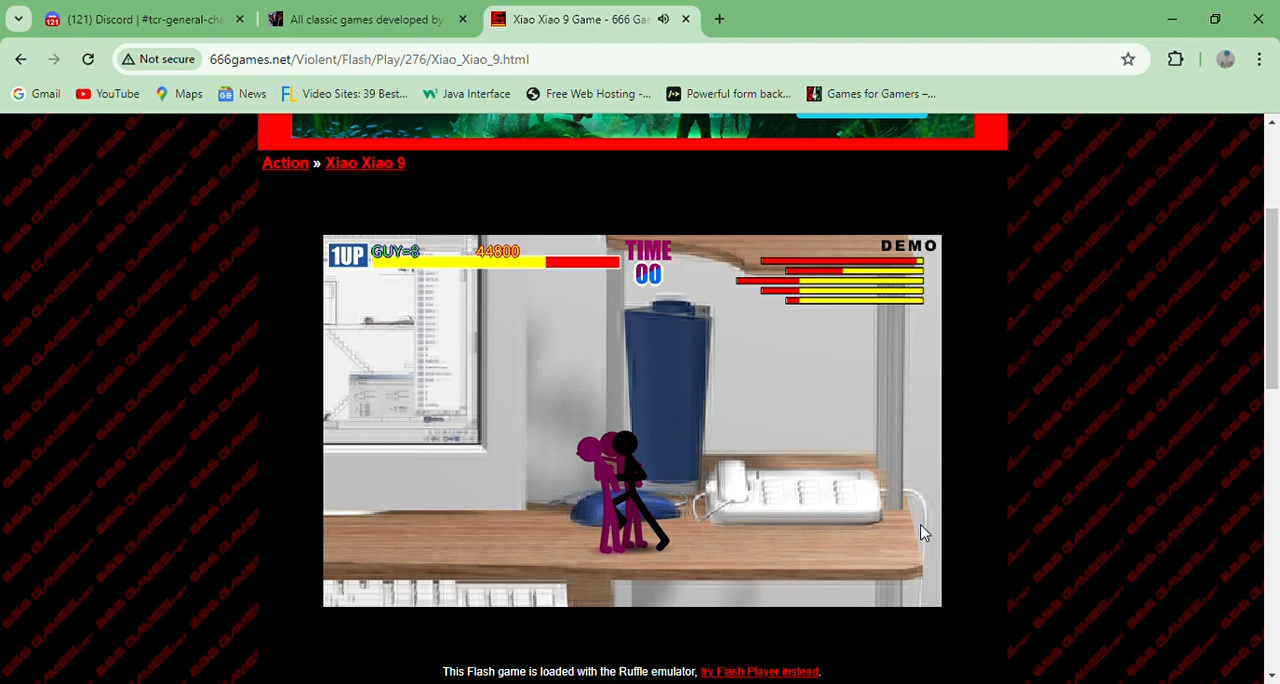 (121) Discord | #tcr-general-cha
All classic games developed by
Xiao Xiao 9 Game - 666 Gar
Not secure
666games.net/Violent/Flash/Play/276/Xiao_Xiao_9.html
Gmail
YouTube
Maps
News
Video Sites: 39 Best...
Java Interface
Free Web Hosting -...
Powerful form back...
Games for Gamers –...
Action » Xiao Xiao 9
1UP GUY=8 44800 TIME DEMO
00
This Flash game is loaded with the Ruffle emulator, try Flash Player instead.